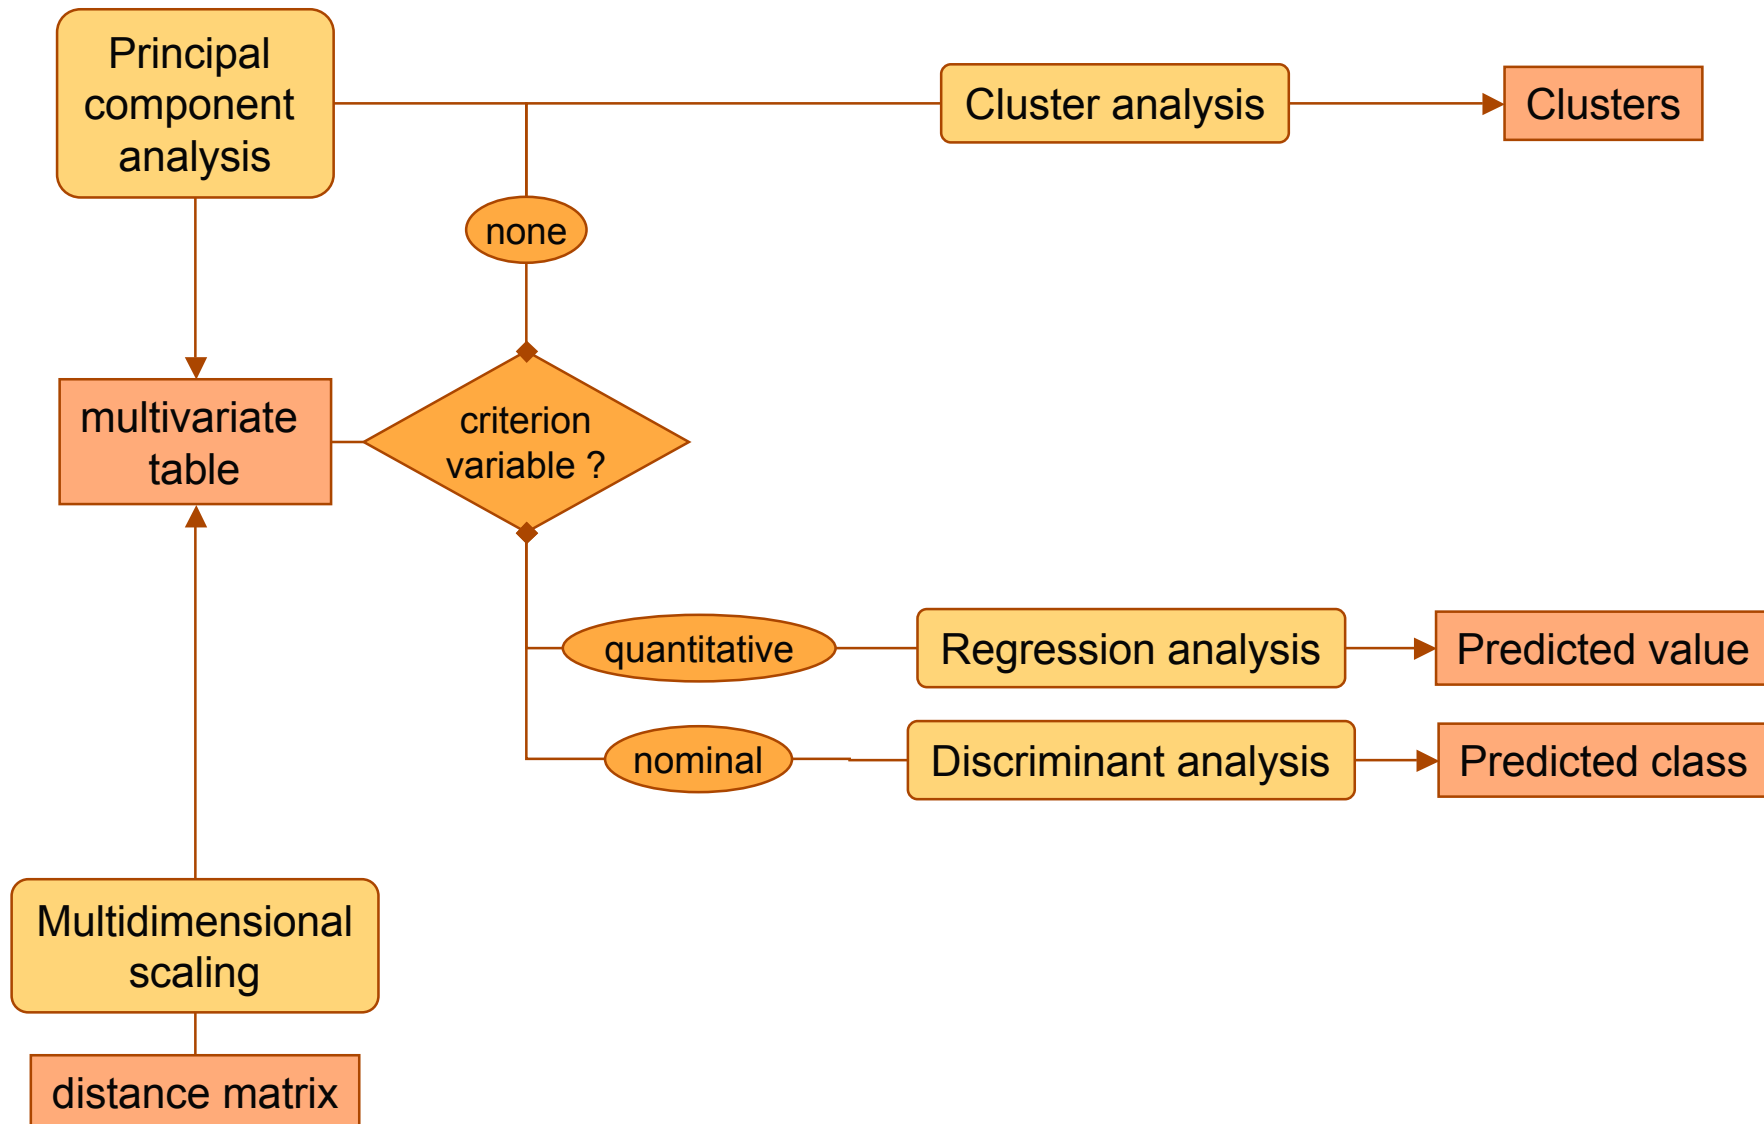 Principal
component
analysis
Cluster analysis
Clusters
none
multivariate
table
criterion
variable ?
quantitative
Regression analysis
Predicted value
nominal
Discriminant analysis
Predicted class
Multidimensional
scaling
distance matrix